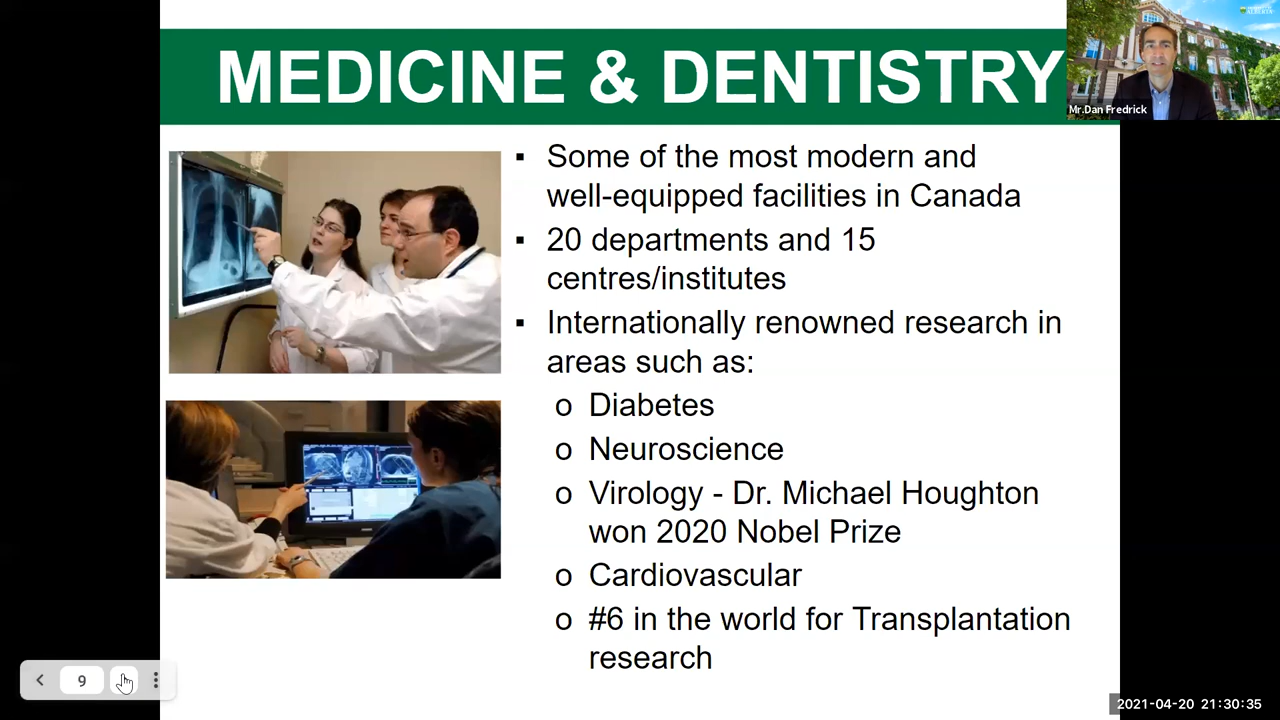 MEDICINE & DENTISTRY
ALBERTA
Mr.Dan Fredrick
▪ Some of the most modern and
well-equipped facilities in Canada
▪ 20 departments and 15
centres/institutes
▪ Internationally renowned research in
areas such as:
o Diabetes
o Neuroscience
o Virology - Dr. Michael Houghton
won 2020 Nobel Prize
o Cardiovascular
o #6 in the world for Transplantation
research
9
2021-04-20 21:30:35